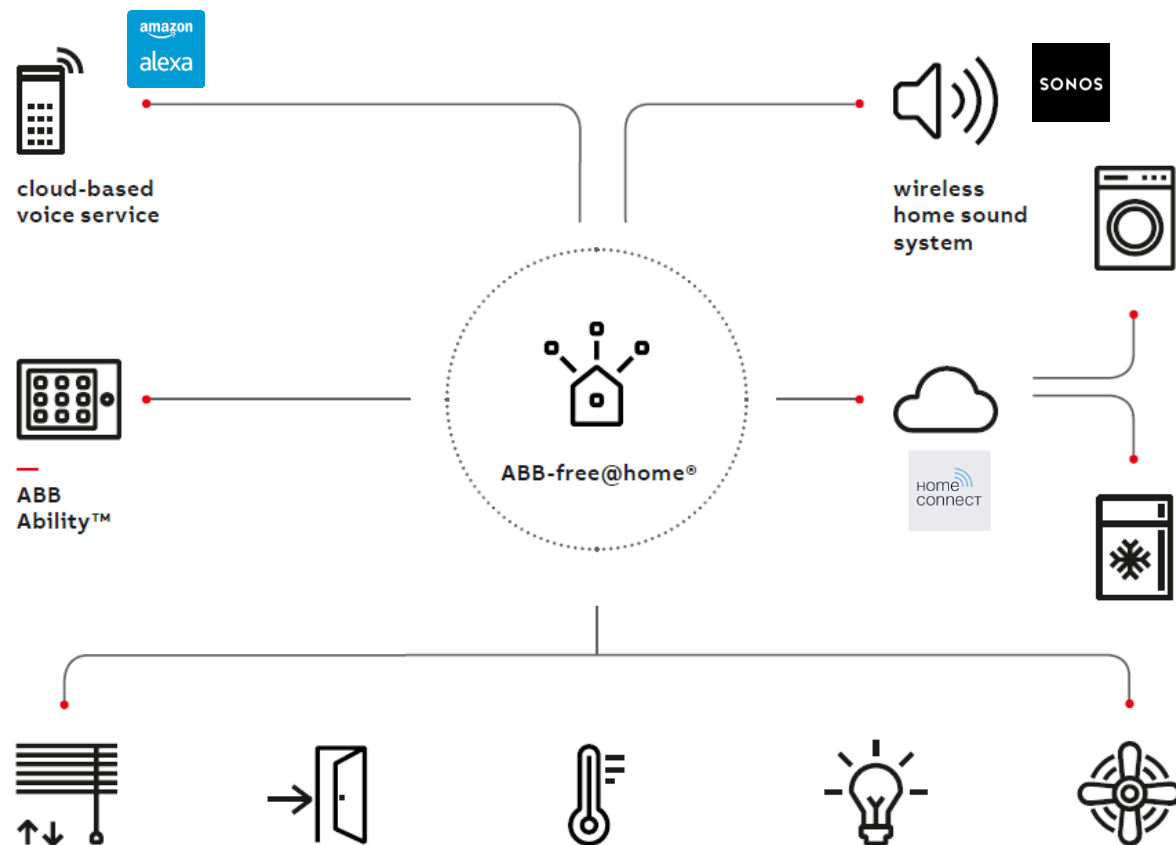 amazon
alexa
SONOS
cloud-based
voice service
wireless
home sound
system
ABB-free@home®
ABB
Ability™
HOME
CONNECT